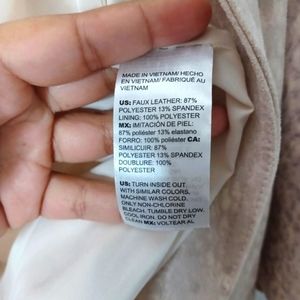 MADE IN VIETNAM/ HECHO
EN VIETNAM/ FABRIQUÉ AU
VIETNAM
US: FAUX LEATHER: 87%
POLYESTER 13% SPANDEX
LINING: 100% POLYESTER
MX: IMITACIÓN DE PIEL:
87% poliéster 13% elastano
FORRO: 100% poliéster CA:
SIMILICUIR: 87%
POLYESTER 13% SPANDEX
DOUBLURE: 100%
POLYESTER
US: TURN INSIDE OUT
WITH SIMILAR COLORS.
MACHINE WASH COLD.
ONLY NON-CHLORINE
BLEACH. TUMBLE DRY LOW.
COOL IRON. DO NOT DRY
CLEAN MX: VOLTEAR AL